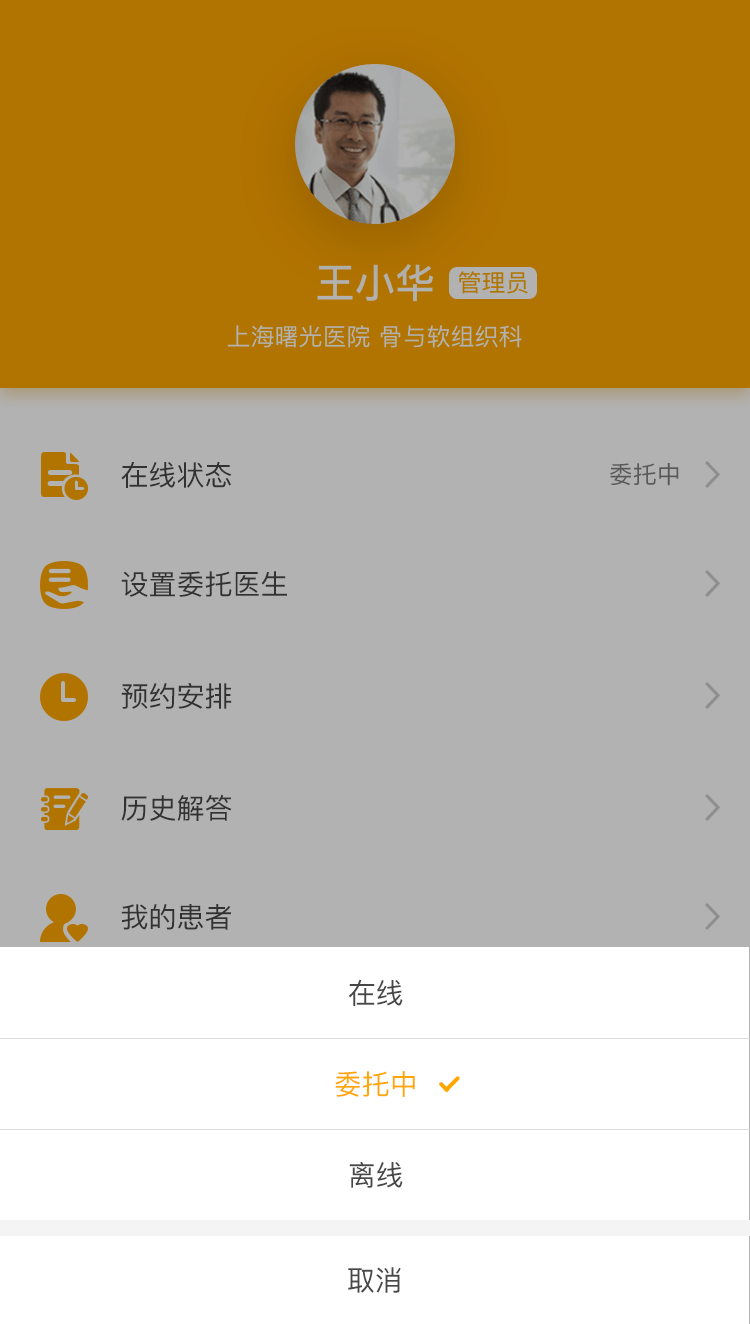 王小华 管理员
上海曙光医院 骨与软组织科
在线状态 委托中
设置委托医生
预约安排
历史解答
我的患者
在线
委托中
离线
取消